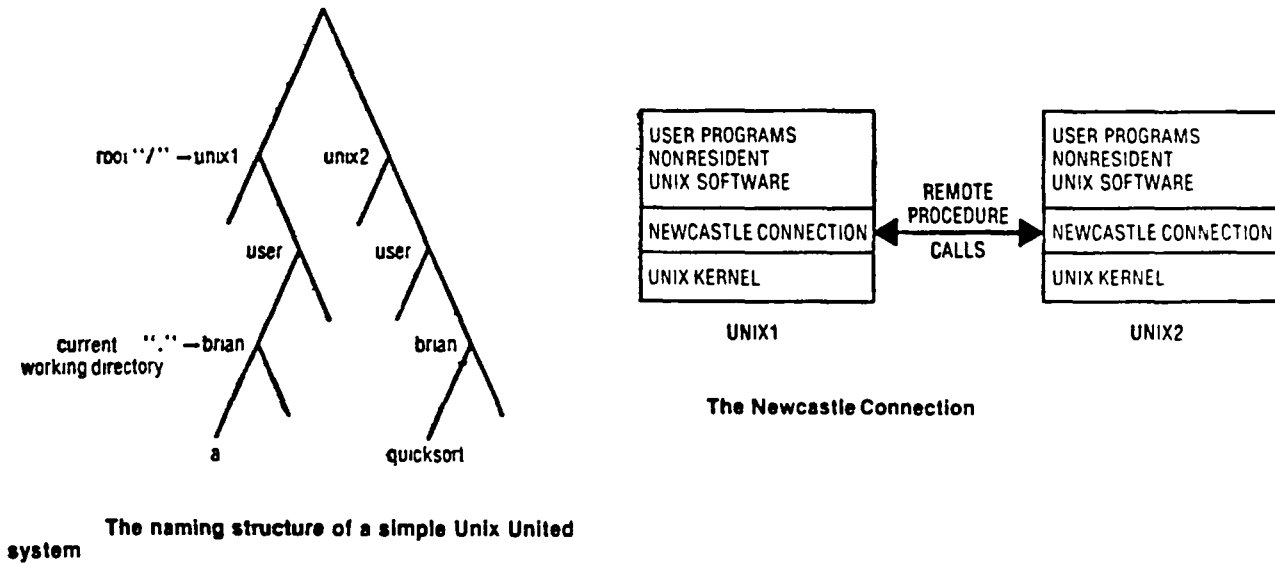 root “/” – unix1
unix2
user
user
current “.” – brian
working directory
brian
a
quicksort
The naming structure of a simple Unix United
system
USER PROGRAMS
NONRESIDENT
UNIX SOFTWARE
NEWCASTLE CONNECTION
UNIX KERNEL
UNIX1
REMOTE
PROCEDURE
CALLS
USER PROGRAMS
NONRESIDENT
UNIX SOFTWARE
NEWCASTLE CONNECTION
UNIX KERNEL
UNIX2
The Newcastle Connection